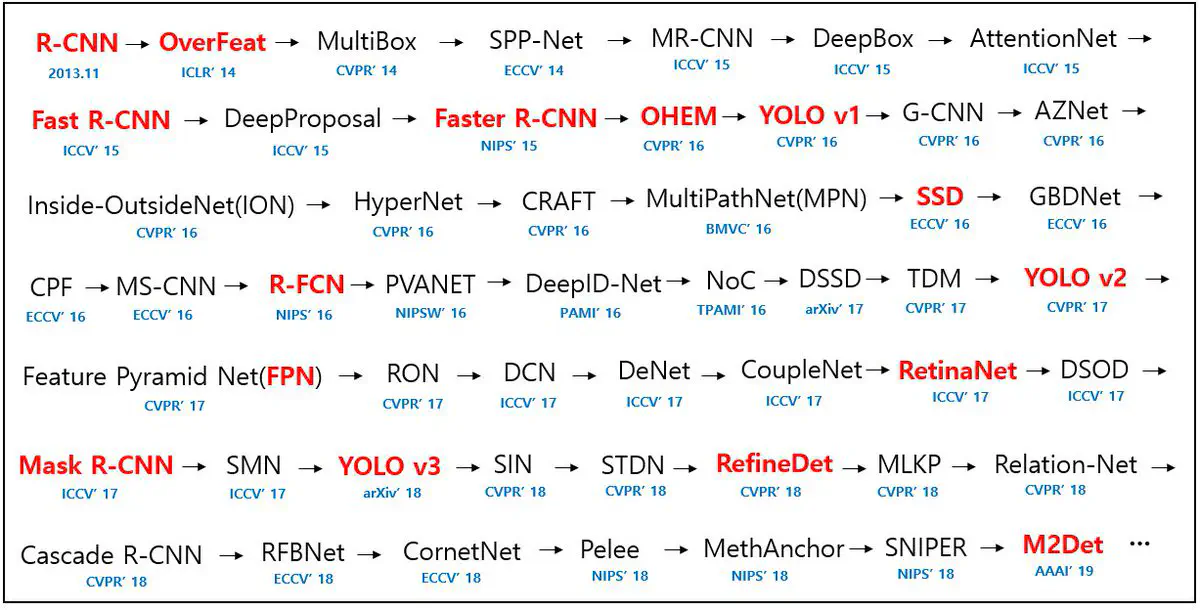 R-CNN → OverFeat → MultiBox → SPP-Net → MR-CNN → DeepBox → AttentionNet →
2013.11 ICLR' 14 CVPR' 14 ECCV' 14 ICCV' 15 ICCV' 15 ICCV' 15
Fast R-CNN → DeepProposal → Faster R-CNN → OHEM → YOLO v1 → G-CNN → AZNet →
ICCV' 15 ICCV' 15 NIPS' 15 CVPR' 16 CVPR' 16 CVPR' 16 CVPR' 16
Inside-OutsideNet(ION) → HyperNet → CRAFT → MultiPathNet(MPN) → SSD → GBDNet →
CVPR' 16 CVPR' 16 CVPR' 16 BMVC' 16 ECCV' 16 ECCV' 16
CPF → MS-CNN → R-FCN → PVANET → DeepID-Net → NoC → DSSD → TDM → YOLO v2 →
ECCV' 16 ECCV' 16 NIPS' 16 NIPSW' 16 PAMI' 16 TPAMI' 16 arXiv' 17 CVPR' 17 CVPR' 17
Feature Pyramid Net(FPN) → RON → DCN → DeNet → CoupleNet → RetinaNet → DSOD →
CVPR' 17 CVPR' 17 ICCV' 17 ICCV' 17 ICCV' 17 ICCV' 17 ICCV' 17
Mask R-CNN → SMN → YOLO v3 → SIN → STDN → RefineDet → MLKP → Relation-Net →
ICCV' 17 ICCV' 17 arXiv' 18 CVPR' 18 CVPR' 18 CVPR' 18 CVPR' 18 CVPR' 18
Cascade R-CNN → RFBNet → CornetNet → Pelee → MethAnchor → SNIPER → M2Det ···
CVPR' 18 ECCV' 18 ECCV' 18 NIPS' 18 NIPS' 18 NIPS' 18 AAAI' 19